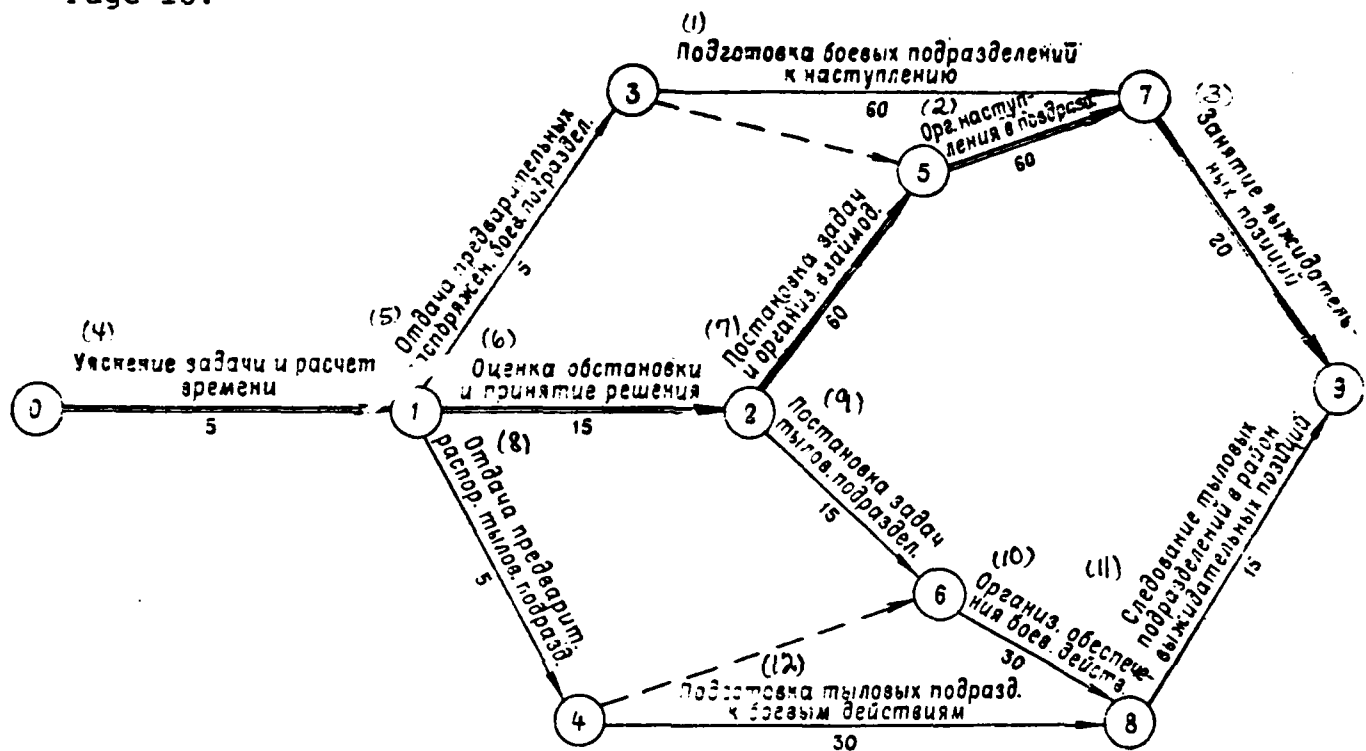 Page 10.
(1)
Подготовка боевых подразделений
к наступлению
60
3
7
(2)
Орг. наступ-
ления в подразд.
60
(3)
Занятие выжидатель-
ных позиций
20
5
(5)
Отдача предварительных
распоряжен. боев. подраздел.
5
(7)
Постановка задач
и организ. взаимод.
60
(4)
Уяснение задачи и расчет
времени
5
(6)
Оценка обстановки
и принятие решения
15
0
1
2
9
(8)
Отдача предварит.
распор. тылов. подразд.
5
(9)
Постановка задач
тылов. подраздел.
15
(10)
Организ. обеспече-
ния боев. действ.
30
(11)
Следование тыловых
подразделений в район
выжидательных позиций
15
6
(12)
Подготовка тыловых подразд.
к боевым действиям
30
4
8